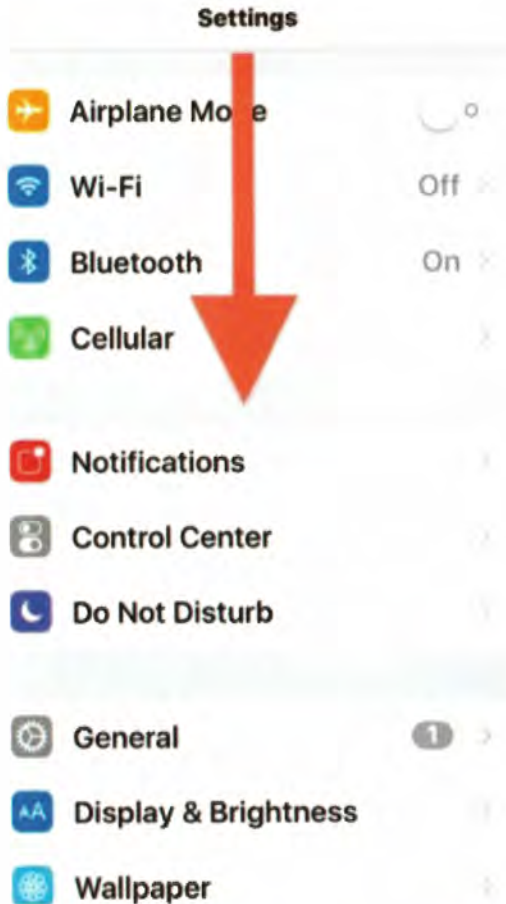 Settings
Airplane Mode
Wi-Fi Off
Bluetooth On
Cellular
Notifications
Control Center
Do Not Disturb
General 1
AA Display & Brightness
Wallpaper